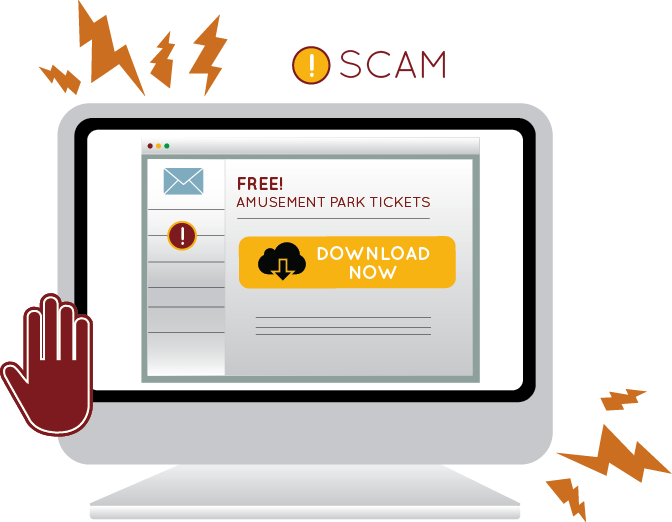 ! SCAM
FREE!
AMUSEMENT PARK TICKETS
!
DOWNLOAD
NOW